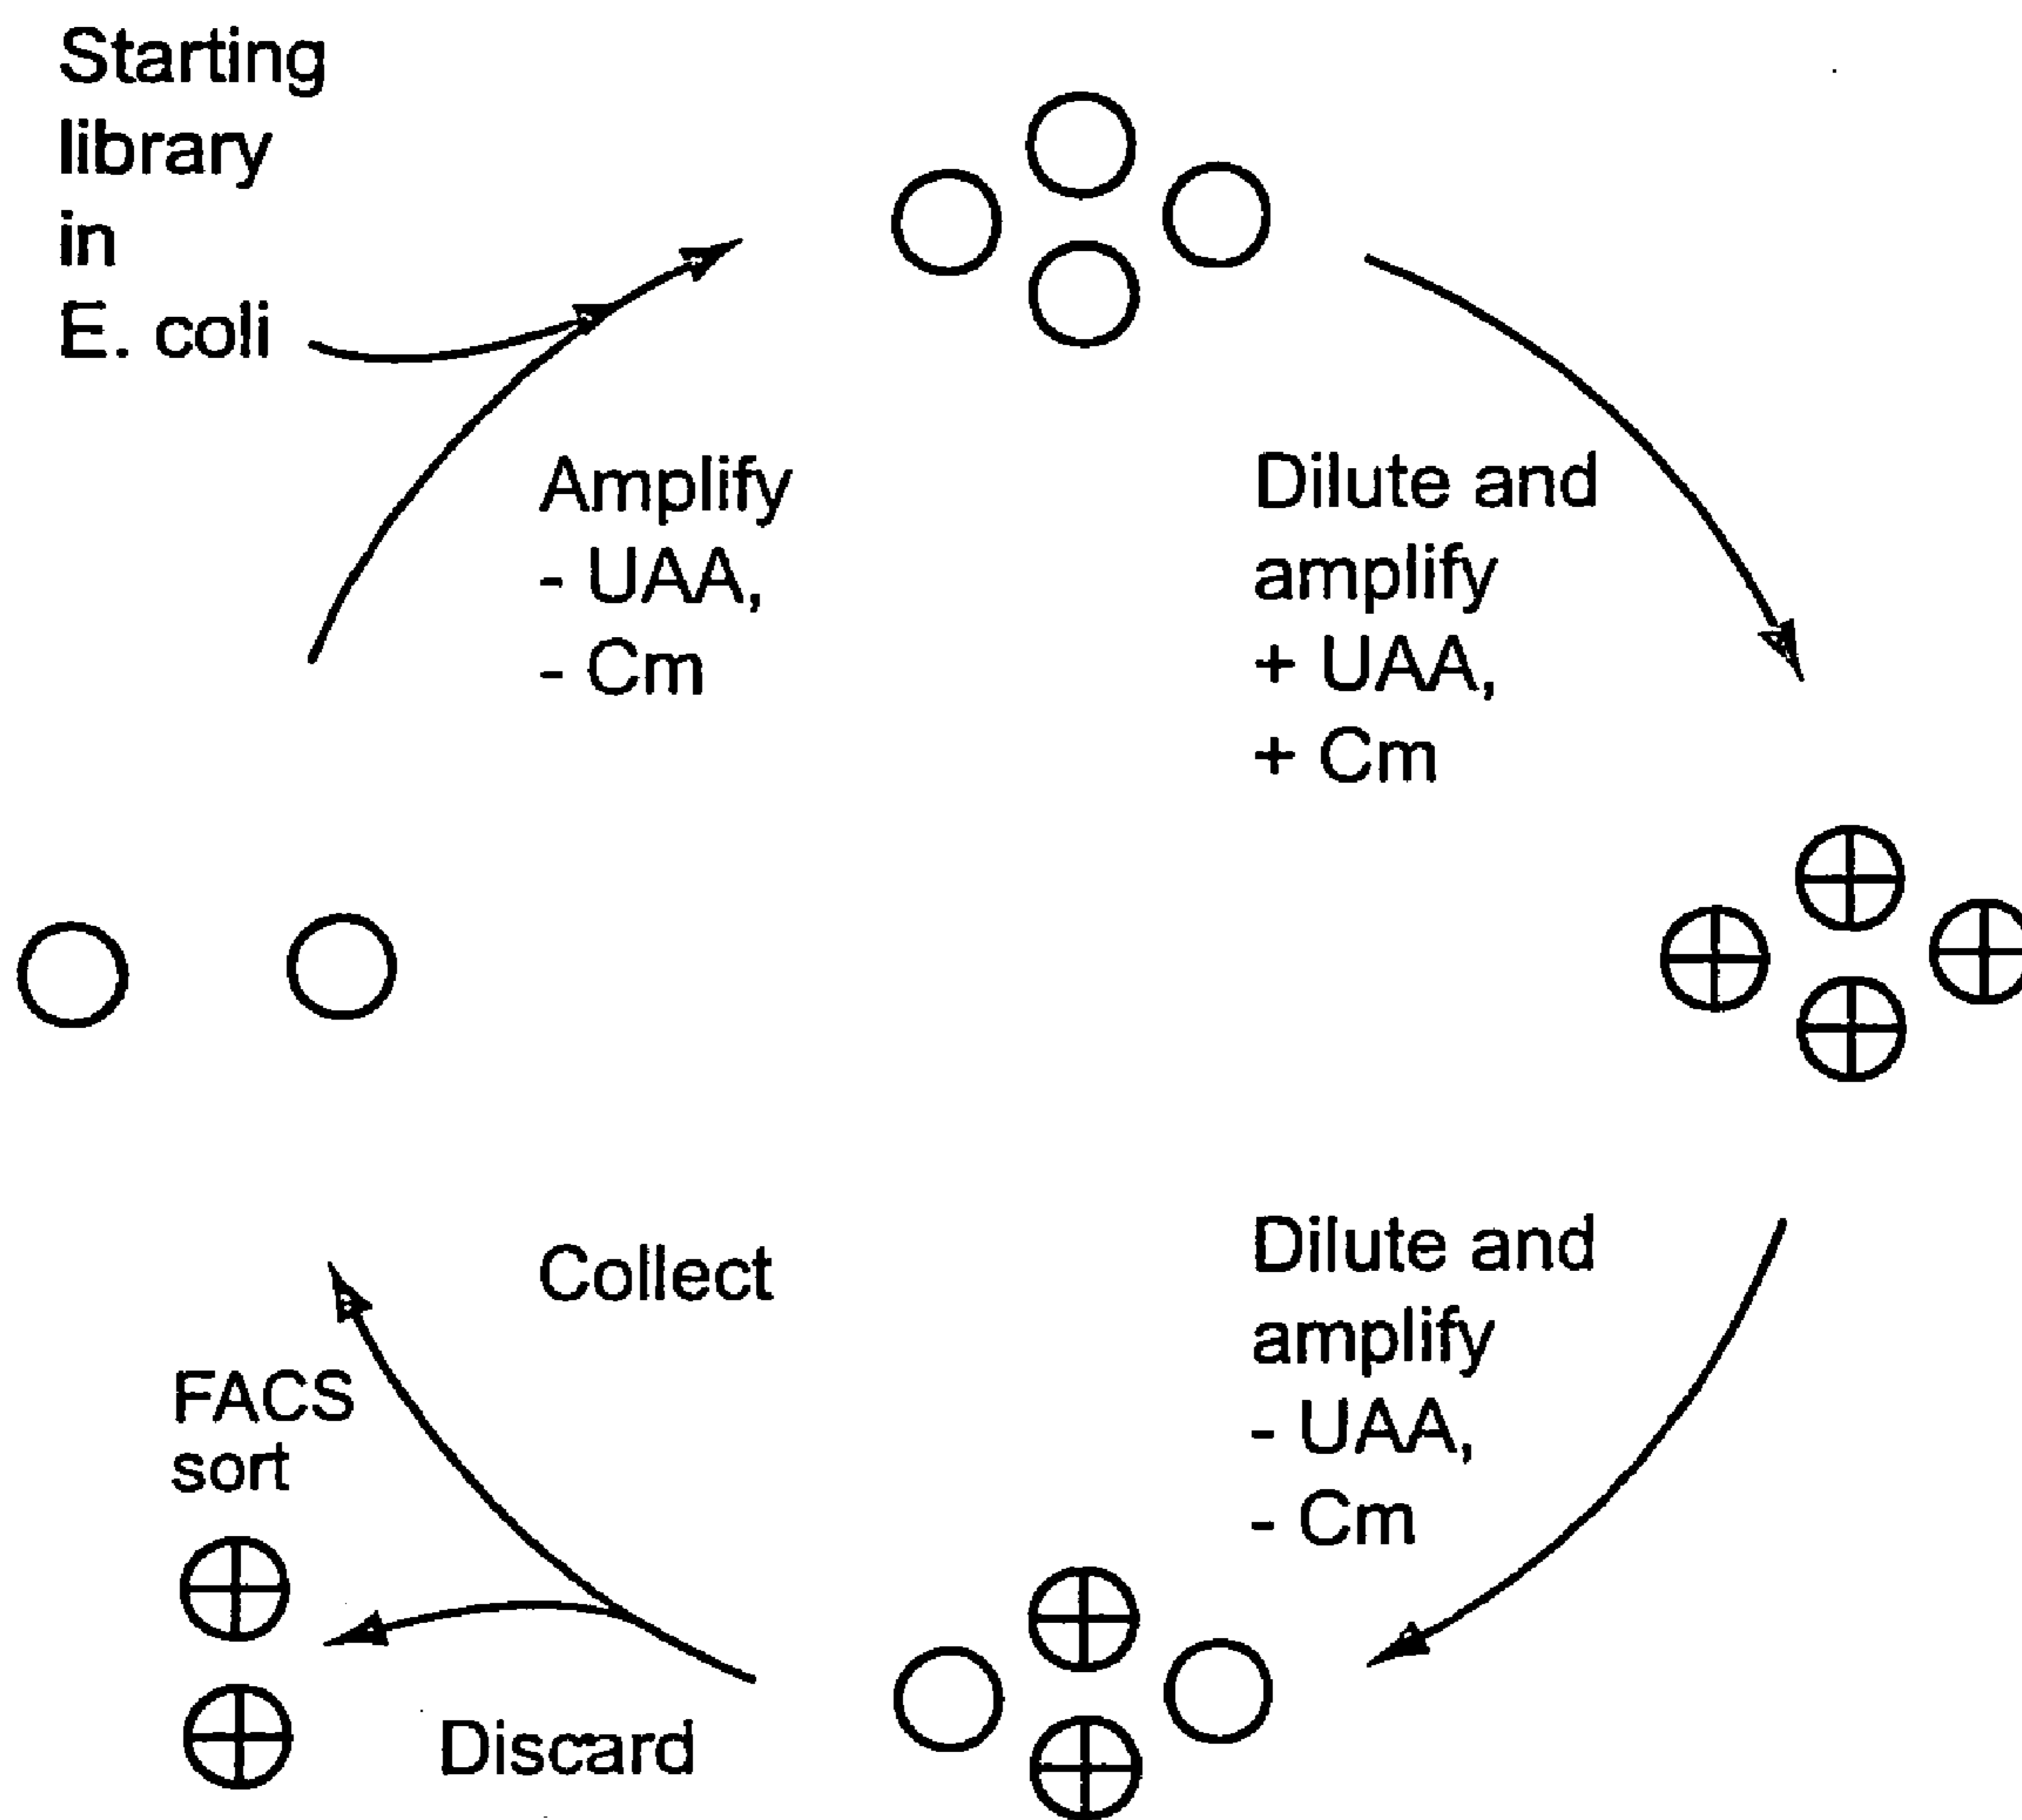 Starting
library
in
E. coli
Amplify
- UAA,
- Cm
Dilute and
amplify
+ UAA,
+ Cm
Dilute and
amplify
- UAA,
- Cm
Collect
FACS
sort
Discard